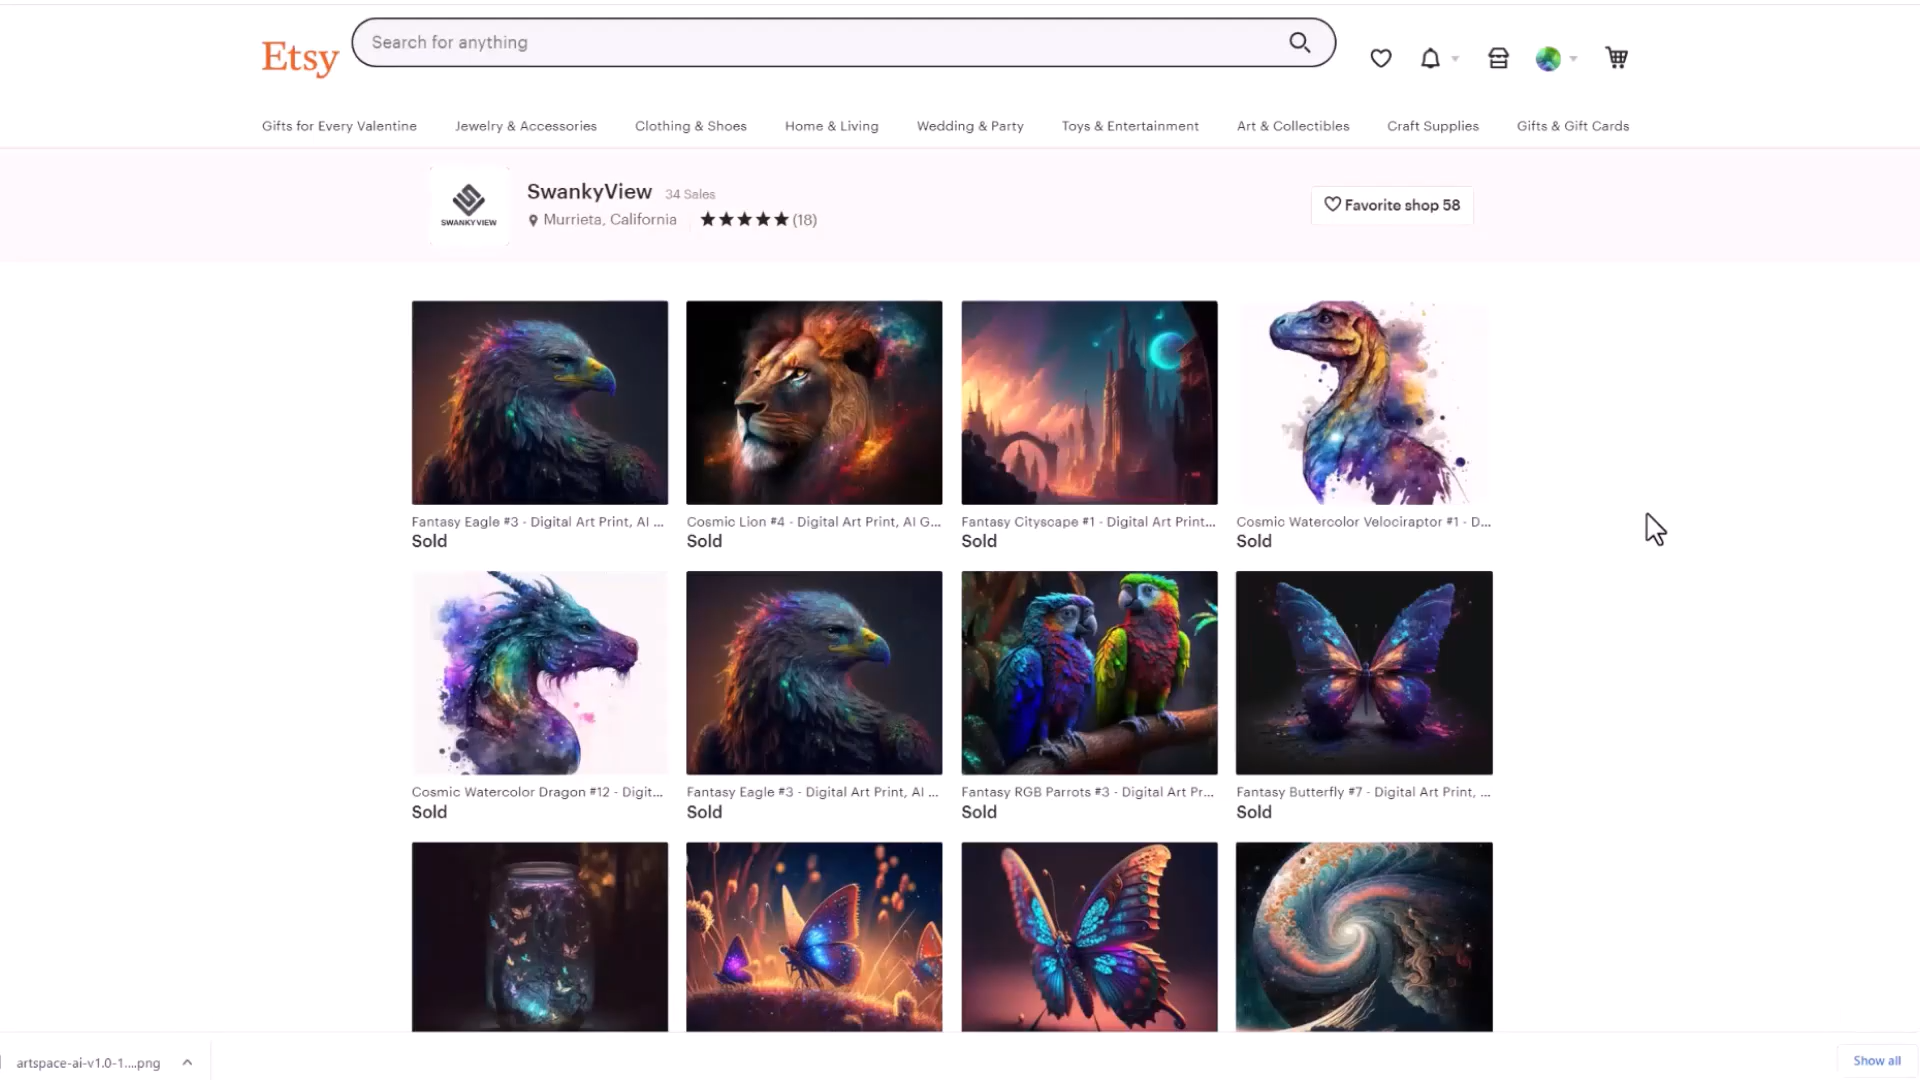 Etsy
Search for anything
Gifts for Every Valentine Jewelry & Accessories Clothing & Shoes Home & Living Wedding & Party Toys & Entertainment Art & Collectibles Craft Supplies Gifts & Gift Cards
SWANKYVIEW
SwankyView 34 Sales
Murrieta, California (18)
Favorite shop 58
Fantasy Eagle #3 - Digital Art Print, AI ... Cosmic Lion #4 - Digital Art Print, AI G... Fantasy Cityscape #1 - Digital Art Print... Cosmic Watercolor Velociraptor #1 - D...
Sold Sold Sold Sold
Cosmic Watercolor Dragon #12 - Digit... Fantasy Eagle #3 - Digital Art Print, AI ... Fantasy RGB Parrots #3 - Digital Art Pr... Fantasy Butterfly #7 - Digital Art Print, ...
Sold Sold Sold Sold
artspace-ai-v1.0-1....png Show all